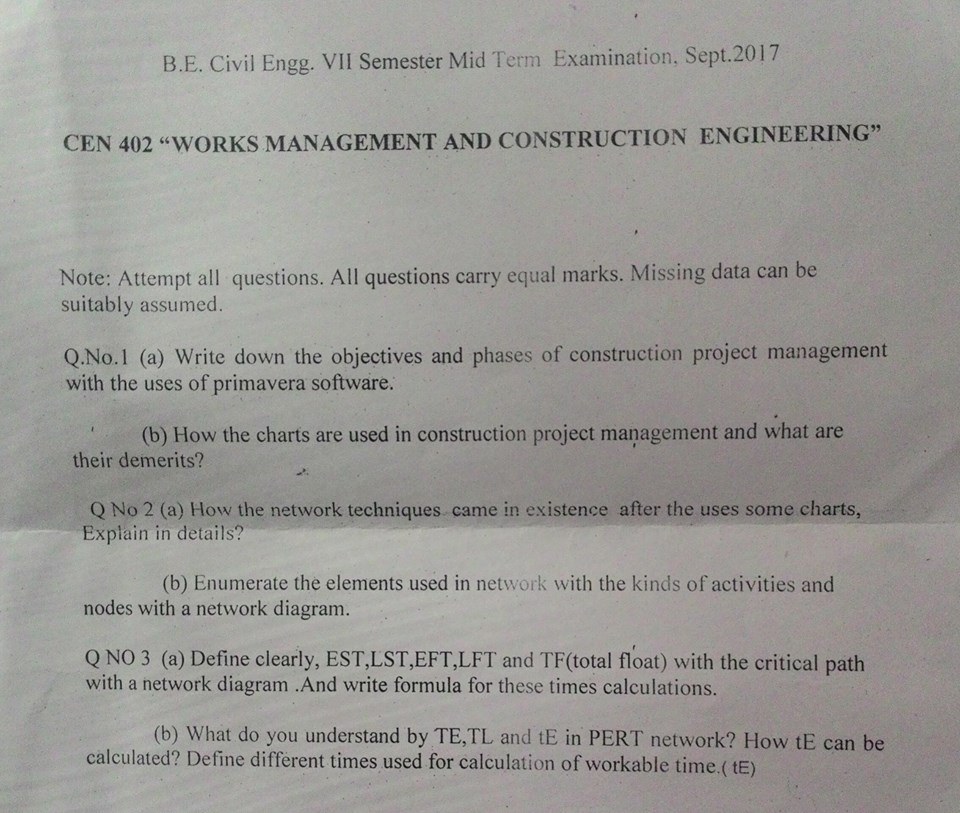 B.E. Civil Engg. VII Semester Mid Term Examination, Sept.2017
CEN 402 “WORKS MANAGEMENT AND CONSTRUCTION ENGINEERING”
Note: Attempt all questions. All questions carry equal marks. Missing data can be
suitably assumed.
Q.No.1 (a) Write down the objectives and phases of construction project management
with the uses of primavera software.
(b) How the charts are used in construction project management and what are
their demerits?
Q No 2 (a) How the network techniques came in existence after the uses some charts,
Explain in details?
(b) Enumerate the elements used in network with the kinds of activities and
nodes with a network diagram.
Q NO 3 (a) Define clearly, EST,LST,EFT,LFT and TF(total float) with the critical path
with a network diagram .And write formula for these times calculations.
(b) What do you understand by TE,TL and tE in PERT network? How tE can be
calculated? Define different times used for calculation of workable time.( tE)